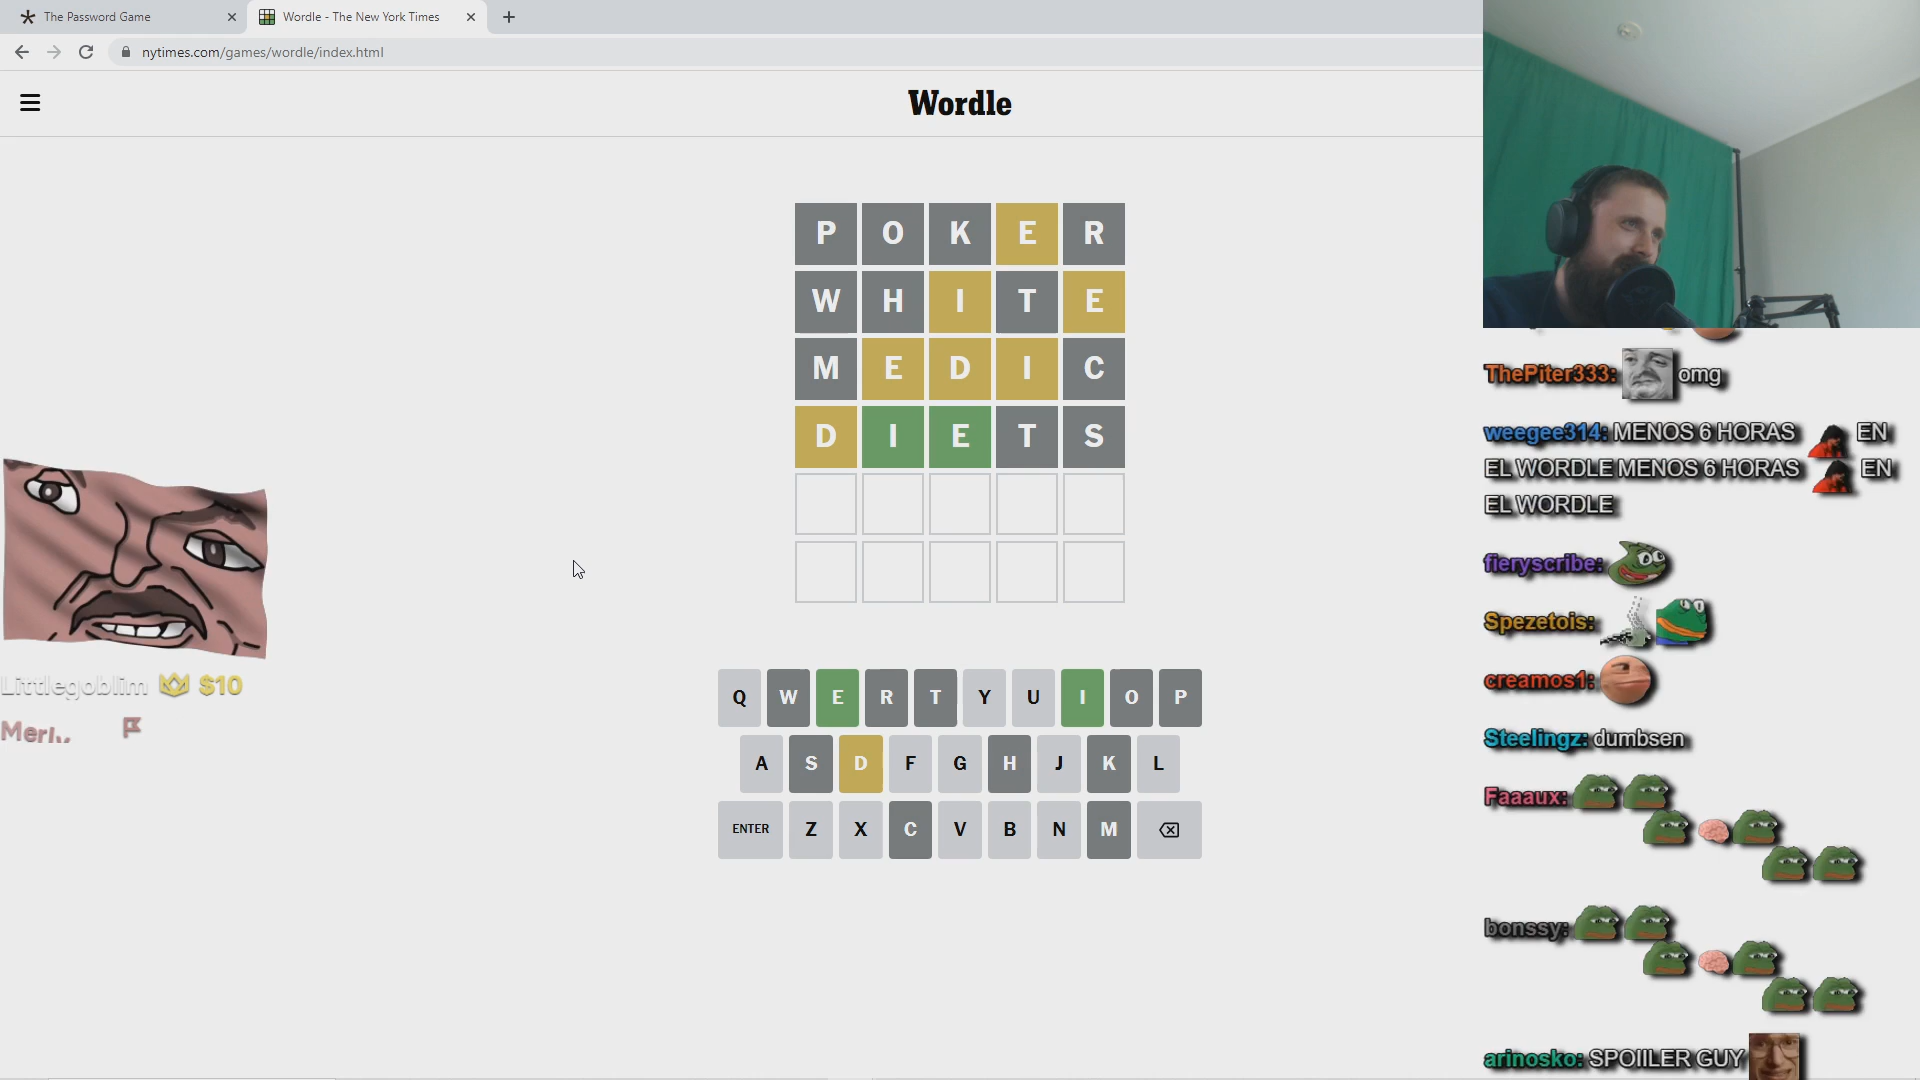 The Password Game
Wordle - The New York Times
nytimes.com/games/wordle/index.html
Wordle
P O K E R
W H I T E
M E D I C
D I E T S
Q W E R T Y U I O P
A S D F G H J K L
ENTER Z X C V B N M
Littlegoblim $10
ThePiter333: omg
weegee314: MENOS 6 HORAS EN
EL WORDLE MENOS 6 HORAS EN
EL WORDLE
fieryscribe:
Spezetois:
creamos1:
Steelingz: dumbsen
Faaaux:
bonssy:
arinosko: SPOIILER GUY